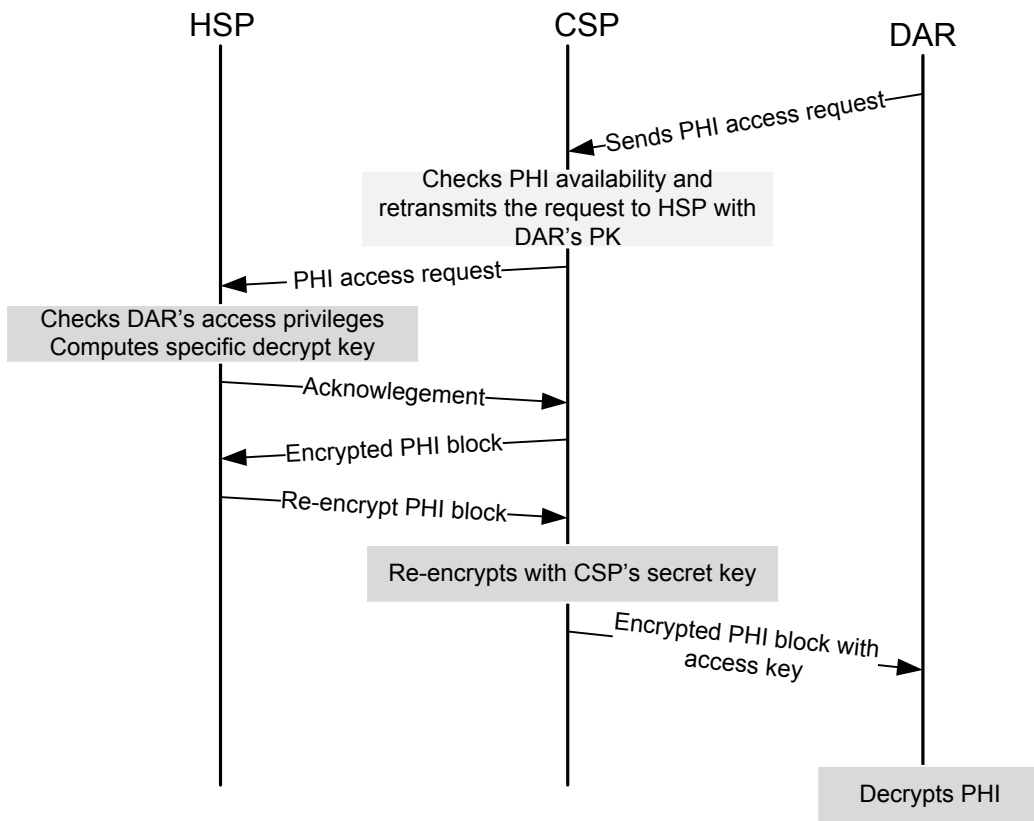 HSP
CSP
DAR
Sends PHI access request
Checks PHI availability and
retransmits the request to HSP with
DAR's PK
PHI access request
Checks DAR's access privileges
Computes specific decrypt key
Acknowlegement
Encrypted PHI block
Re-encrypt PHI block
Re-encrypts with CSP's secret key
Encrypted PHI block with
access key
Decrypts PHI